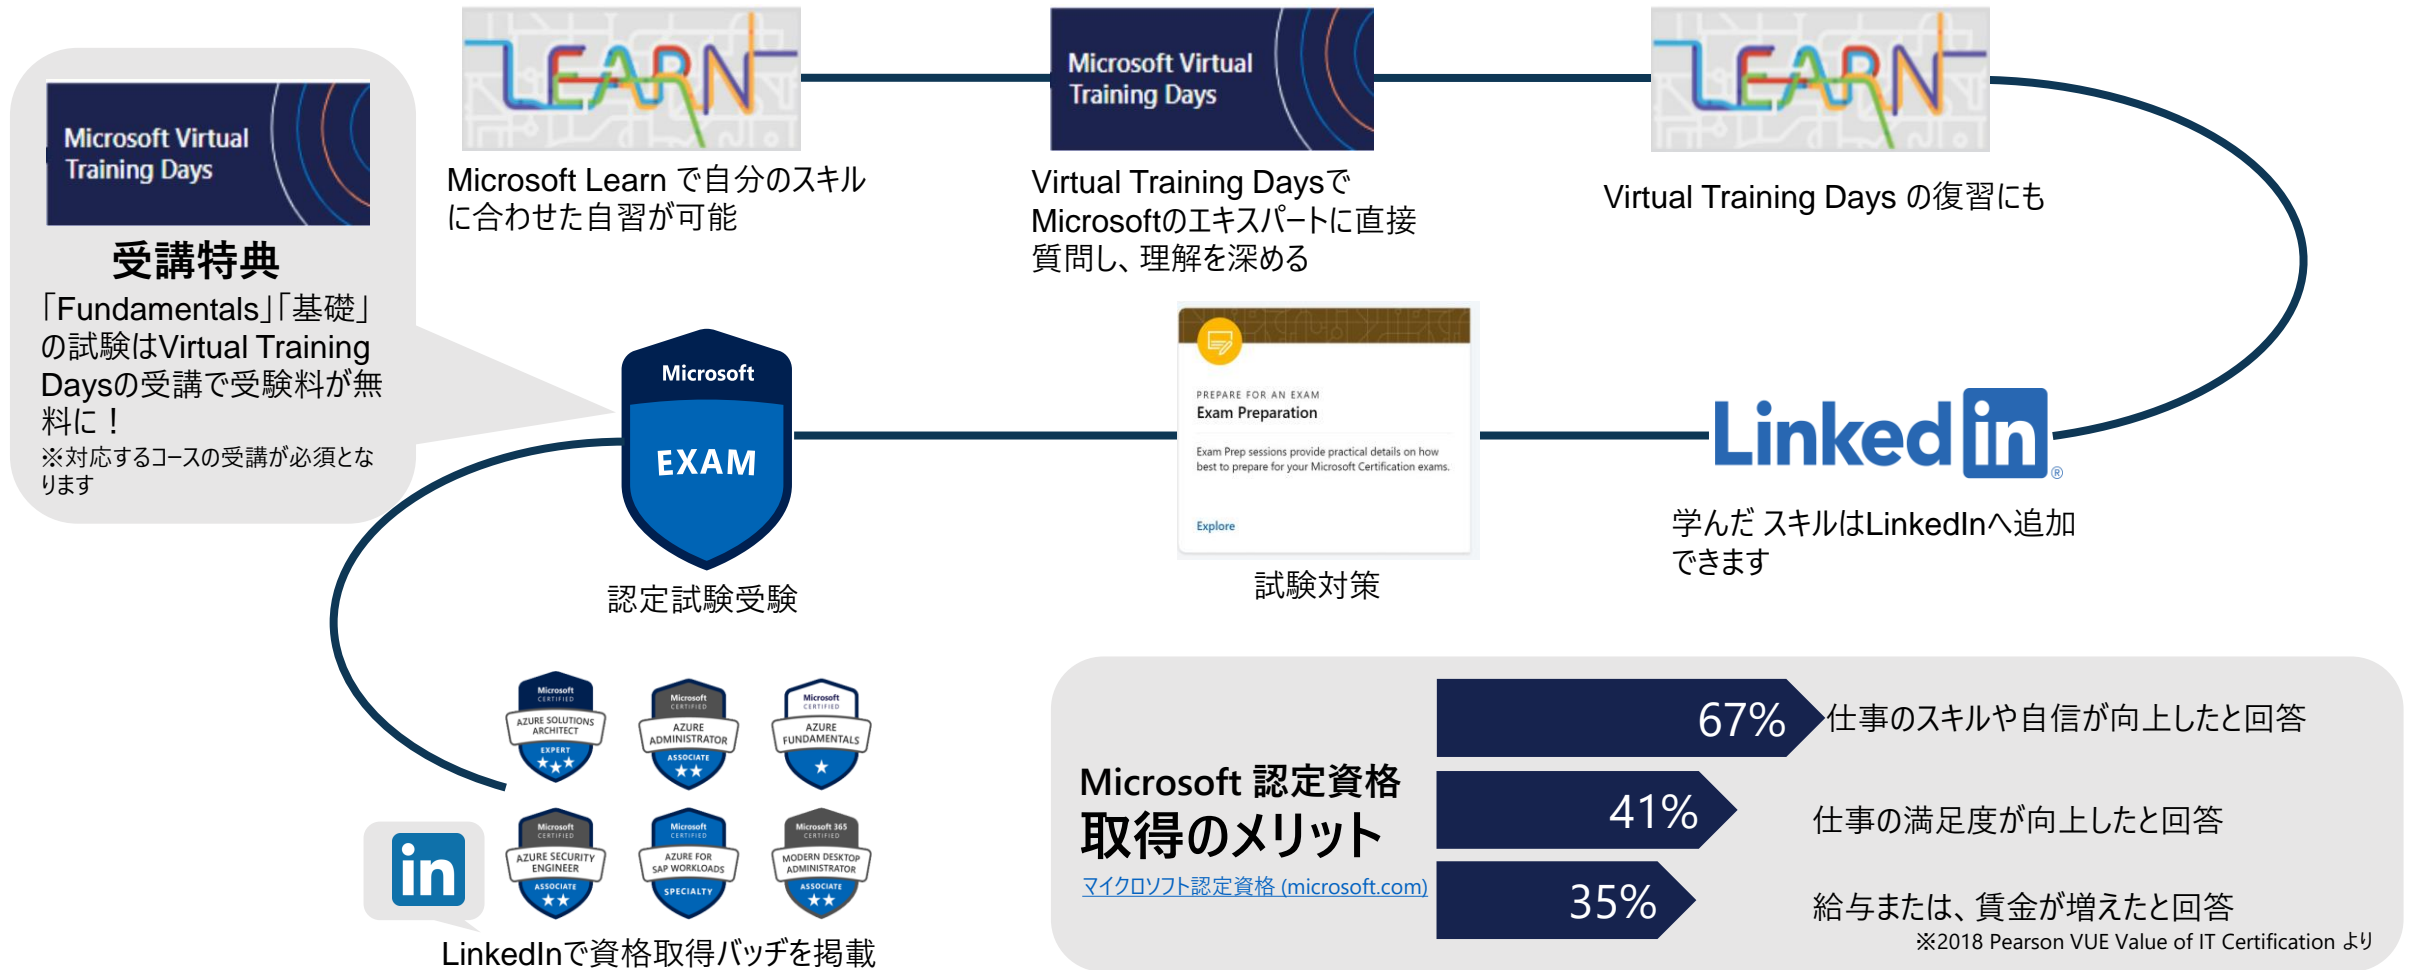 Microsoft Virtual
Training Days
受講特典
「Fundamentals」「基礎」
の試験はVirtual Training
Daysの受講で受験料が無
料に！
※対応するコースの受講が必須とな
ります
LEARN
Microsoft Learn で自分のスキル
に合わせた自習が可能
Microsoft Virtual
Training Days
Virtual Training Daysで
Microsoftのエキスパートに直接
質問し、理解を深める
LEARN
Virtual Training Days の復習にも
Linked in®
学んだ スキルはLinkedInへ追加
できます
PREPARE FOR AN EXAM
Exam Preparation
Exam Prep sessions provide practical details on how
best to prepare for your Microsoft Certification exams.
Explore
試験対策
Microsoft
EXAM
認定試験受験
Microsoft
CERTIFIED
AZURE SOLUTIONS
ARCHITECT
EXPERT
Microsoft
CERTIFIED
AZURE
ADMINISTRATOR
ASSOCIATE
Microsoft
CERTIFIED
AZURE
FUNDAMENTALS
Microsoft
CERTIFIED
AZURE SECURITY
ENGINEER
ASSOCIATE
Microsoft
CERTIFIED
AZURE FOR
SAP WORKLOADS
SPECIALTY
Microsoft 365
CERTIFIED
MODERN DESKTOP
ADMINISTRATOR
ASSOCIATE
in
LinkedInで資格取得バッヂを掲載
Microsoft 認定資格
取得のメリット
マイクロソフト認定資格 (microsoft.com)
67%
仕事のスキルや自信が向上したと回答
41%
仕事の満足度が向上したと回答
35%
給与または、賃金が増えたと回答
※2018 Pearson VUE Value of IT Certification より